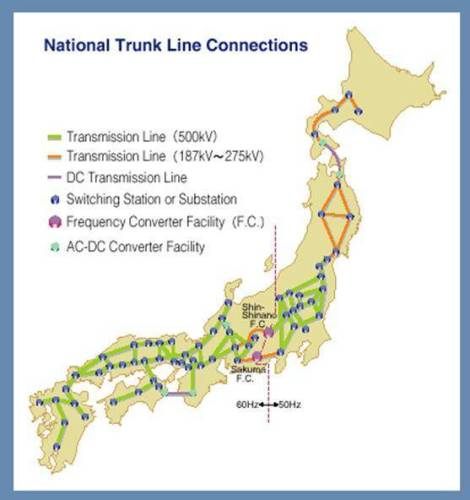 National Trunk Line Connections
Transmission Line (500kV)
Transmission Line (187kV～275kV)
DC Transmission Line
Switching Station or Substation
Frequency Converter Facility (F.C.)
AC-DC Converter Facility
Shin-
Shinano
F.C.
Sakuma
F.C.
60Hz 50Hz